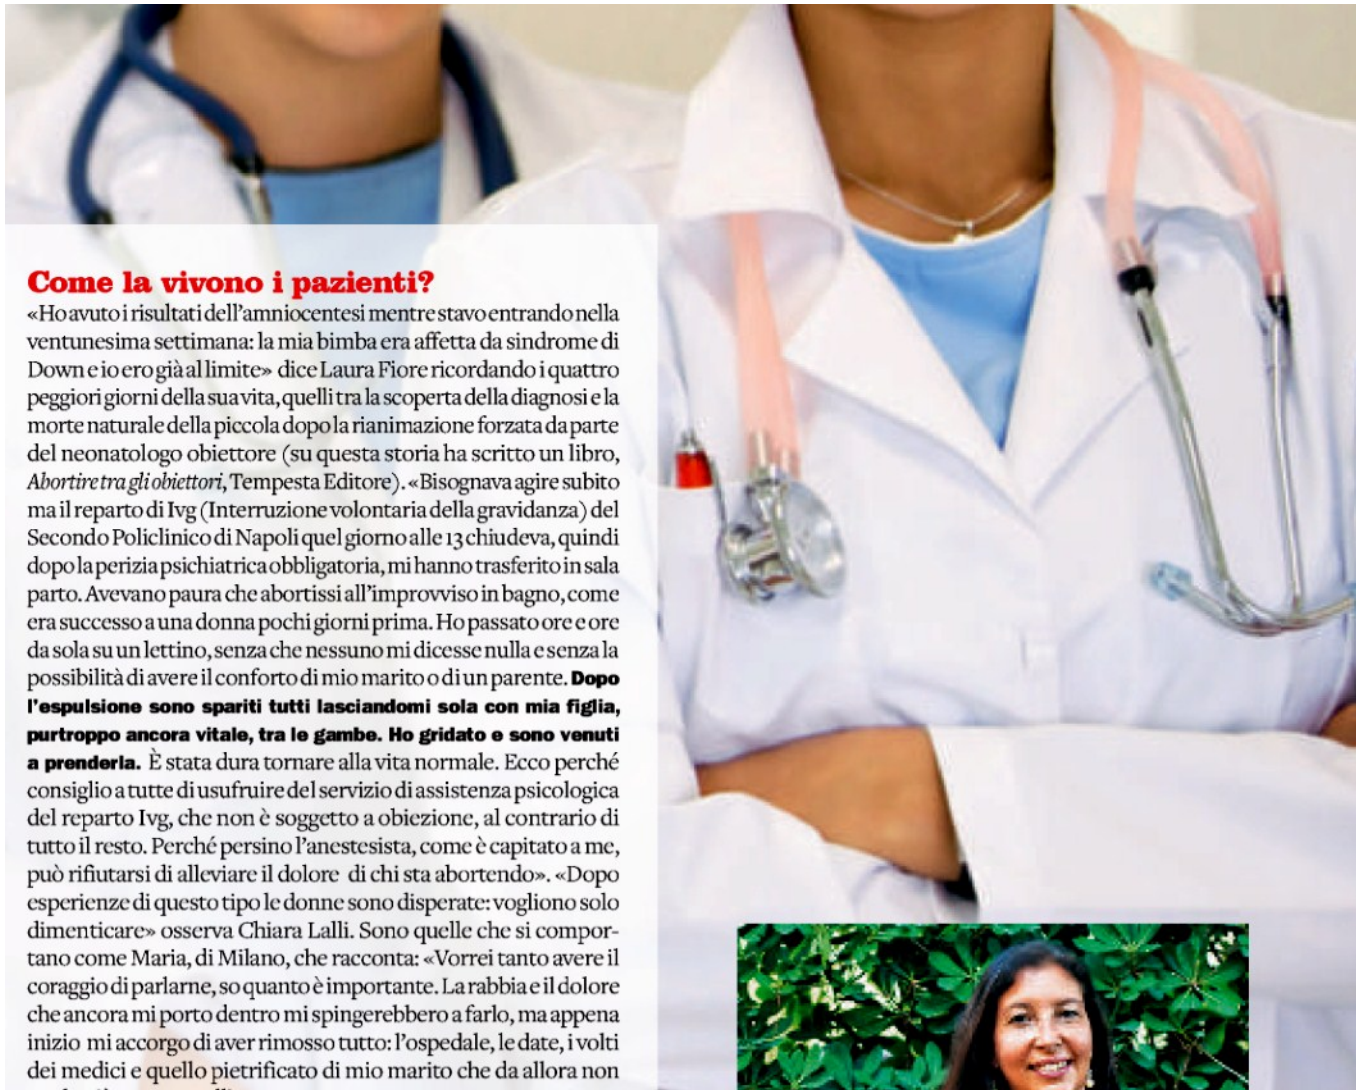 Come la vivono i pazienti?
«Ho avuto i risultati dell’amniocentesi mentre stavo entrando nella
ventunesima settimana: la mia bimba era affetta da sindrome di
Down e io ero già al limite» dice Laura Fiore ricordando i quattro
peggiori giorni della sua vita, quelli tra la scoperta della diagnosi e la
morte naturale della piccola dopo la rianimazione forzata da parte
del neonatologo obiettore (su questa storia ha scritto un libro,
Abortire tra gli obiettori, Tempesta Editore). «Bisognava agire subito
ma il reparto di Ivg (Interruzione volontaria della gravidanza) del
Secondo Policlinico di Napoli quel giorno alle 13 chiudeva, quindi
dopo la perizia psichiatrica obbligatoria, mi hanno trasferito in sala
parto. Avevano paura che abortissi all’improvviso in bagno, come
era successo a una donna pochi giorni prima. Ho passato ore e ore
da sola su un lettino, senza che nessuno mi dicesse nulla e senza la
possibilità di avere il conforto di mio marito o di un parente. Dopo
l’espulsione sono spariti tutti lasciandomi sola con mia figlia,
purtroppo ancora vitale, tra le gambe. Ho gridato e sono venuti
a prenderla. È stata dura tornare alla vita normale. Ecco perché
consiglio a tutte di usufruire del servizio di assistenza psicologica
del reparto Ivg, che non è soggetto a obiezione, al contrario di
tutto il resto. Perché persino l’anestesista, come è capitato a me,
può rifiutarsi di alleviare il dolore di chi sta abortendo». «Dopo
esperienze di questo tipo le donne sono disperate: vogliono solo
dimenticare» osserva Chiara Lalli. Sono quelle che si compor-
tano come Maria, di Milano, che racconta: «Vorrei tanto avere il
coraggio di parlarne, so quanto è importante. La rabbia e il dolore
che ancora mi porto dentro mi spingerebbero a farlo, ma appena
inizio mi accorgo di aver rimosso tutto: l’ospedale, le date, i volti
dei medici e quello pietrificato di mio marito che da allora non